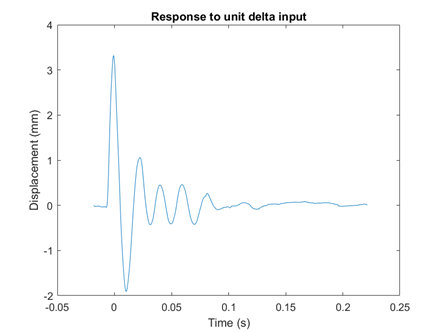 Response to unit delta input
4
3
2
1
0
-1
-2
Displacement (mm)
-0.05 0 0.05 0.1 0.15 0.2 0.25
Time (s)